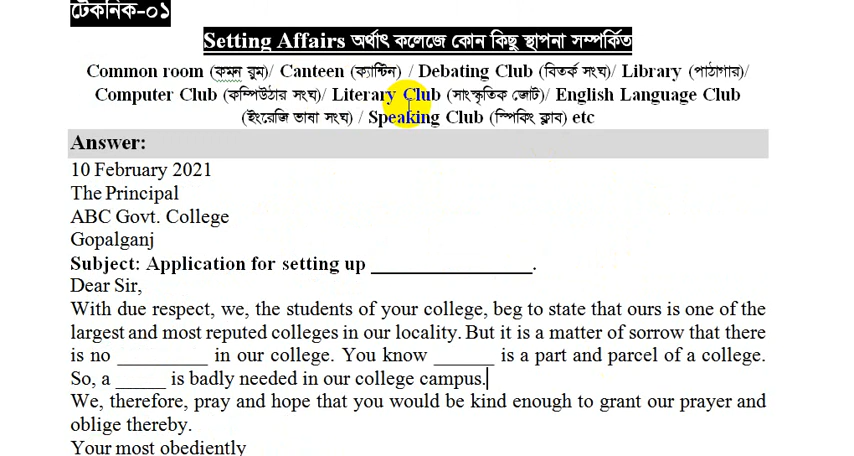 টেকনিক-০১
Setting Affairs অর্থাৎ কলেজে কোন কিছু স্থাপনা সম্পর্কিত
Common room (কমন রুম)/ Canteen (ক্যান্টিন) / Debating Club (বিতর্ক সংঘ)/ Library (পাঠাগার)/
Computer Club (কম্পিউঠার সংঘ)/ Literary Club (সাংস্কৃতিক জোট)/ English Language Club
(ইংরেজি ভাষা সংঘ) / Speaking Club (স্পিকিং ক্লাব) etc
Answer:
10 February 2021
The Principal
ABC Govt. College
Gopalganj
Subject: Application for setting up _________________.
Dear Sir,
With due respect, we, the students of your college, beg to state that ours is one of the
largest and most reputed colleges in our locality. But it is a matter of sorrow that there
is no _________ in our college. You know ______ is a part and parcel of a college.
So, a _____ is badly needed in our college campus.
We, therefore, pray and hope that you would be kind enough to grant our prayer and
oblige thereby.
Your most obediently